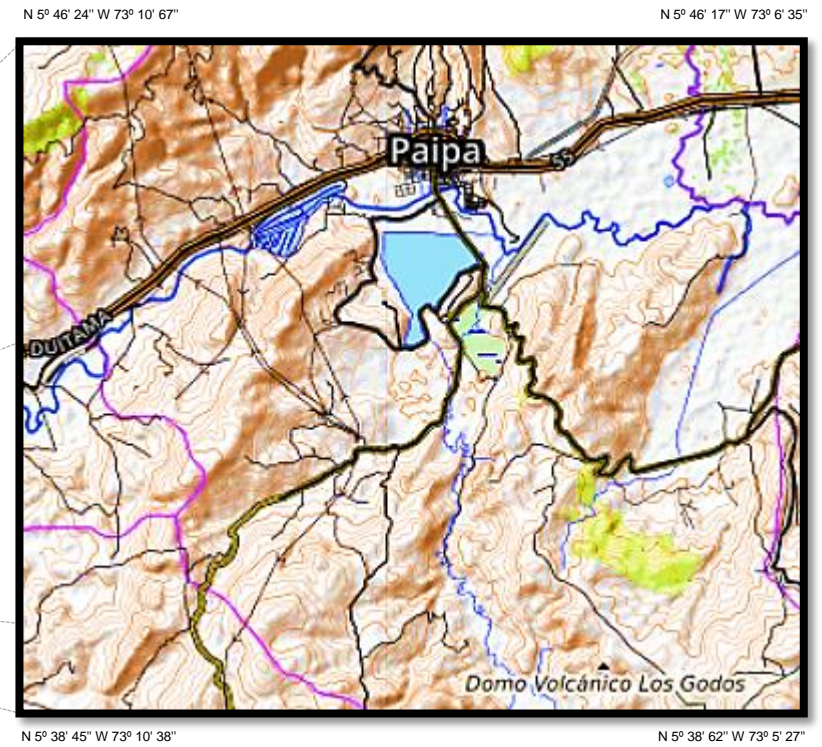 N 5º 46' 24" W 73º 10' 67"
N 5º 46' 17" W 73º 6' 35"
Paipa
55
DUITAMA
Domo Volcánico Los Godos
N 5º 38' 45" W 73º 10' 38"
N 5º 38' 62" W 73º 5' 27"